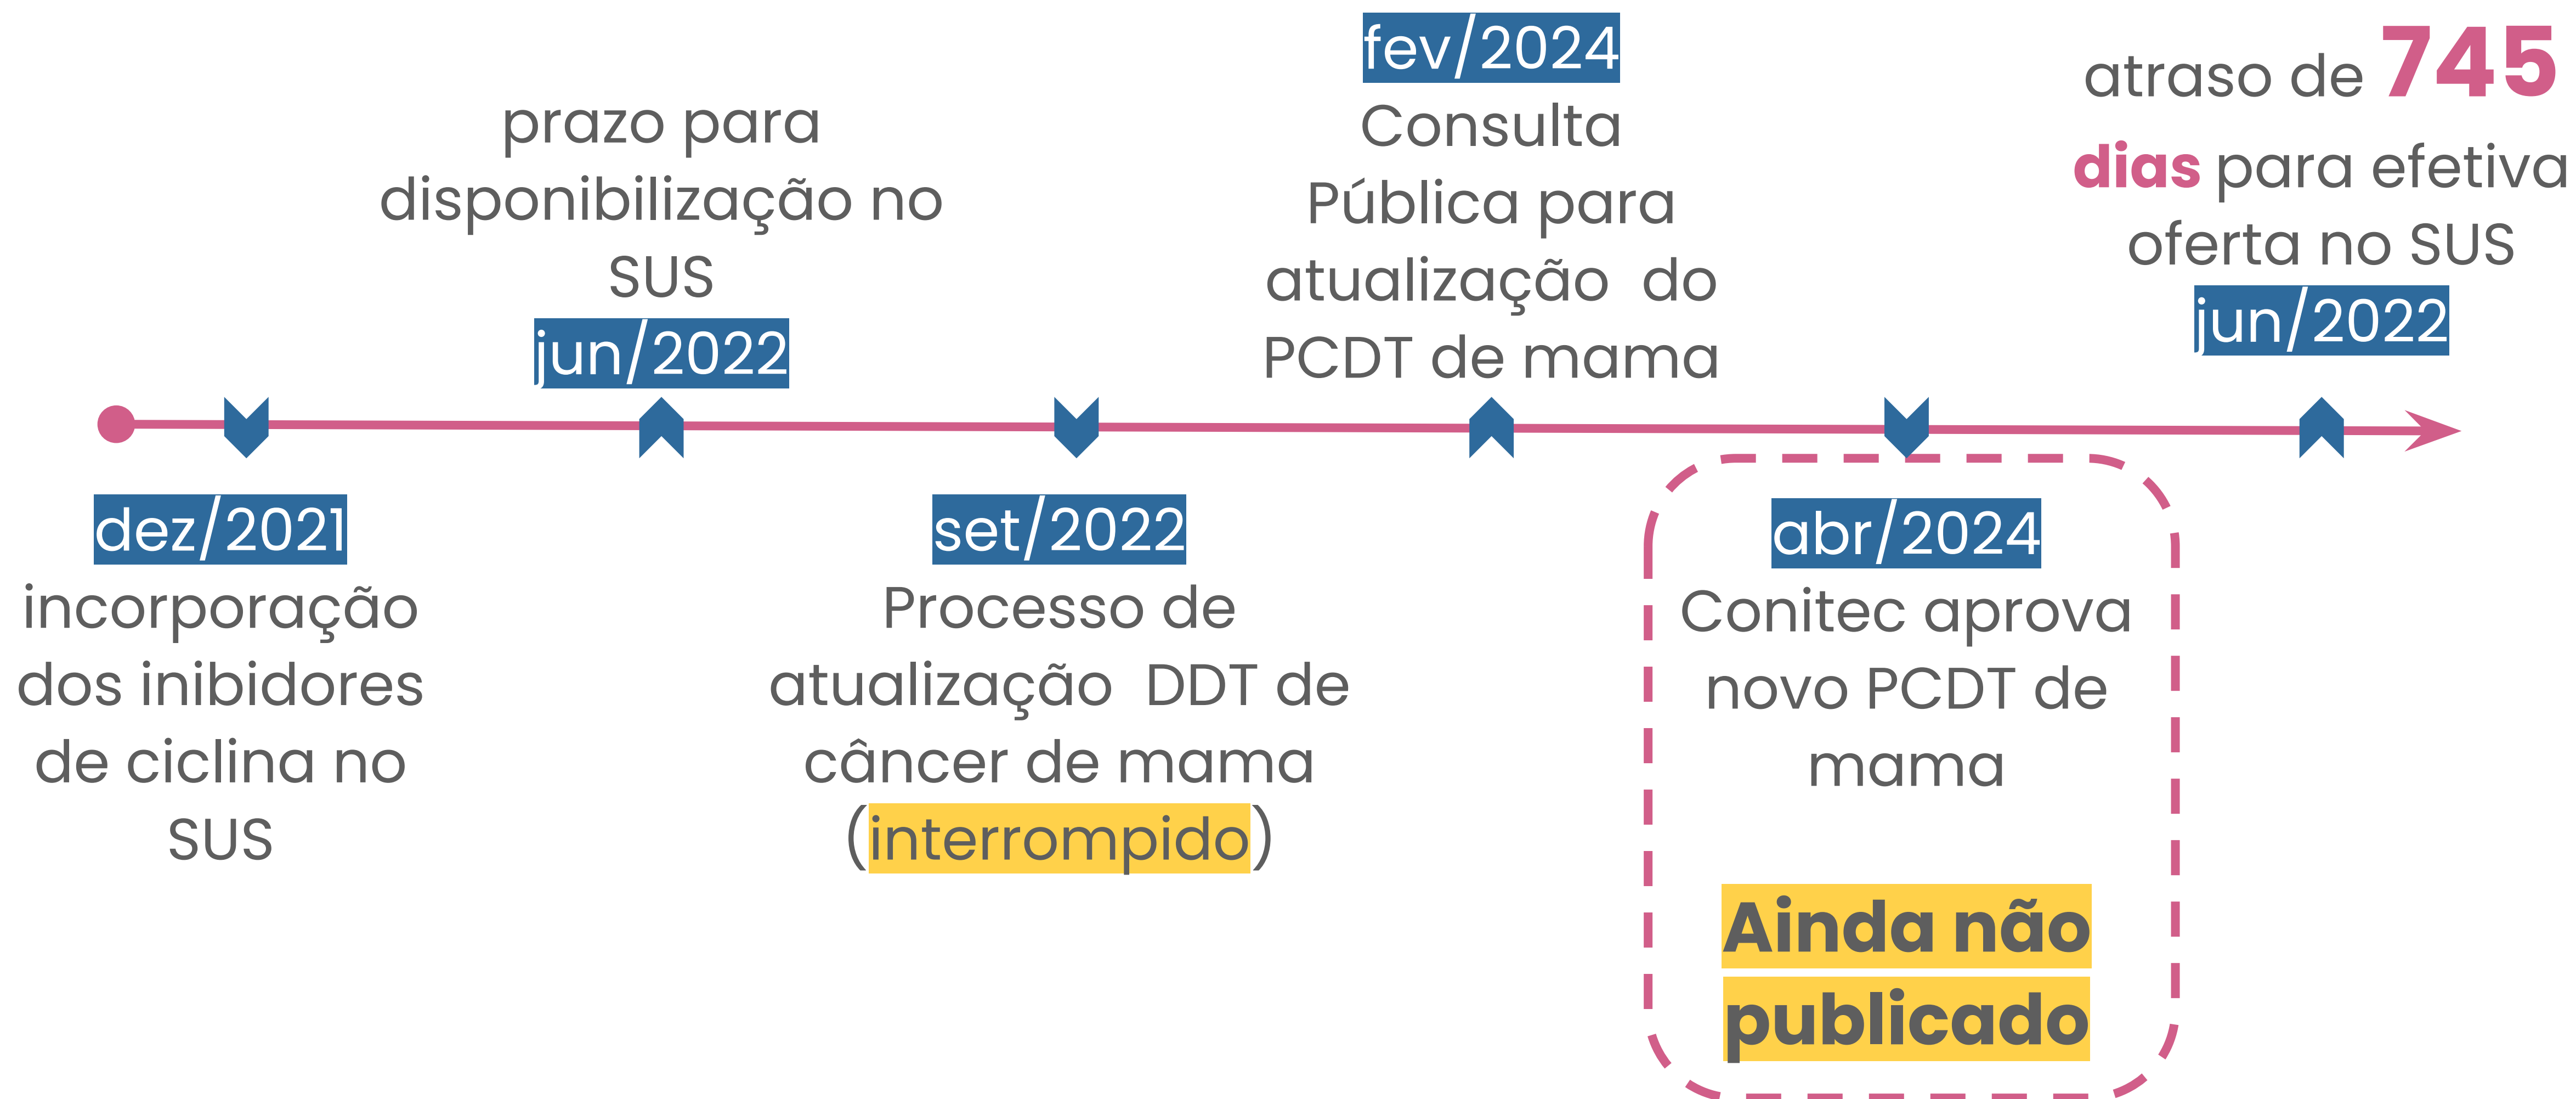 dez/2021
incorporação
dos inibidores
de ciclina no
SUS
prazo para
disponibilização no
SUS
jun/2022
set/2022
Processo de
atualização DDT de
câncer de mama
(interrompido)
fev/2024
Consulta
Pública para
atualização do
PCDT de mama
abr/2024
Conitec aprova
novo PCDT de
mama
Ainda não
publicado
atraso de 745
dias para efetiva
oferta no SUS
jun/2022